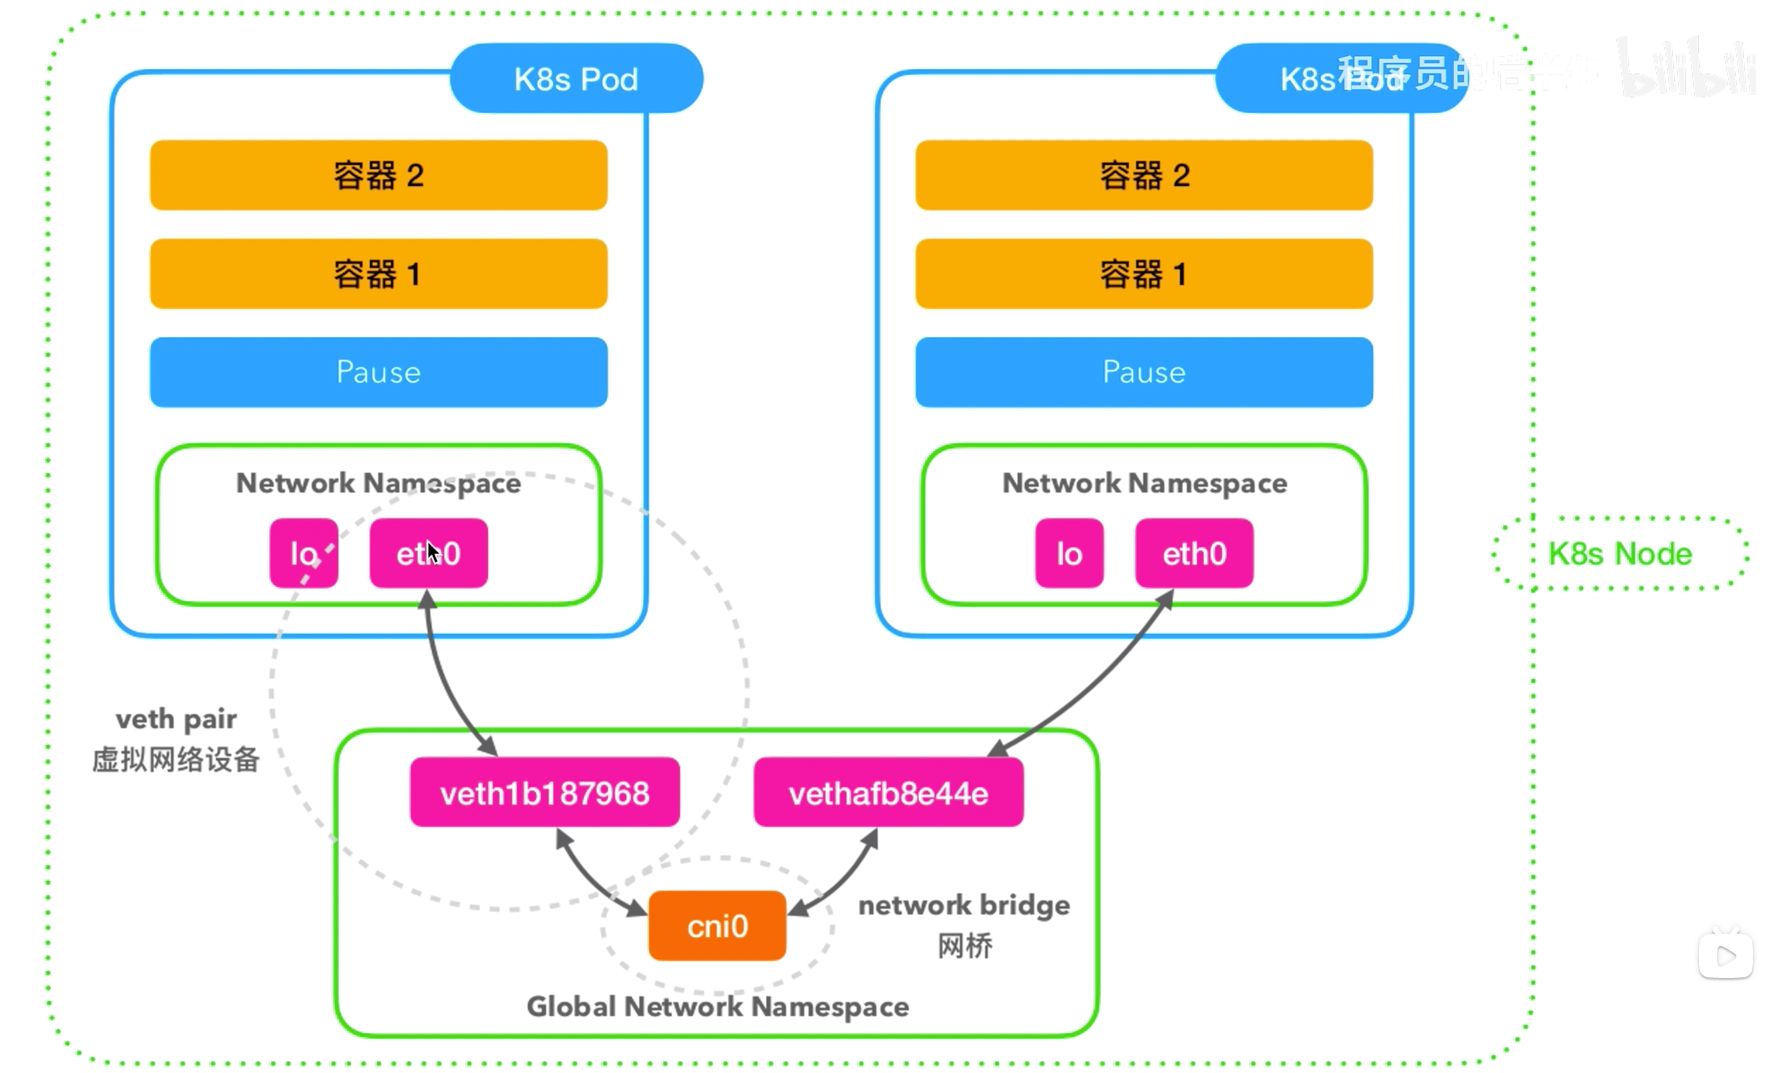 K8s Pod
容器 2
容器 1
Pause
Network Namespace
lo
eth0
K8s Pod
程序员的
bilibili
容器 2
容器 1
Pause
Network Namespace
lo
eth0
K8s Node
veth pair
虚拟网络设备
veth1b187968
vethafb8e44e
cni0
network bridge
网桥
Global Network Namespace